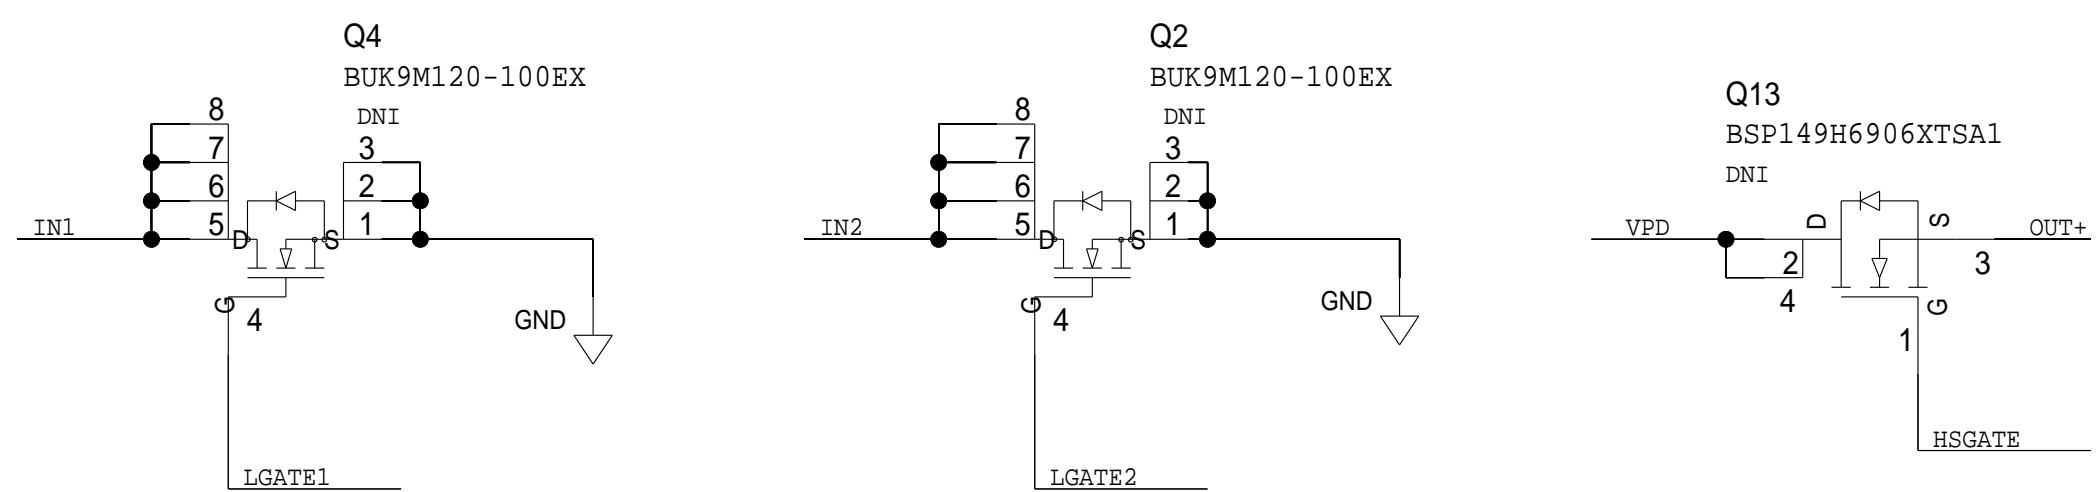 Q4
BUK9M120-100EX
DNI
8
7
6
5
3
2
1
IN1
D
S
G
4
GND
LGATE1
Q2
BUK9M120-100EX
DNI
8
7
6
5
3
2
1
IN2
D
S
G
4
GND
LGATE2
Q13
BSP149H6906XTSA1
DNI
VPD
D
S
OUT+
2
3
4
G
1
HSGATE